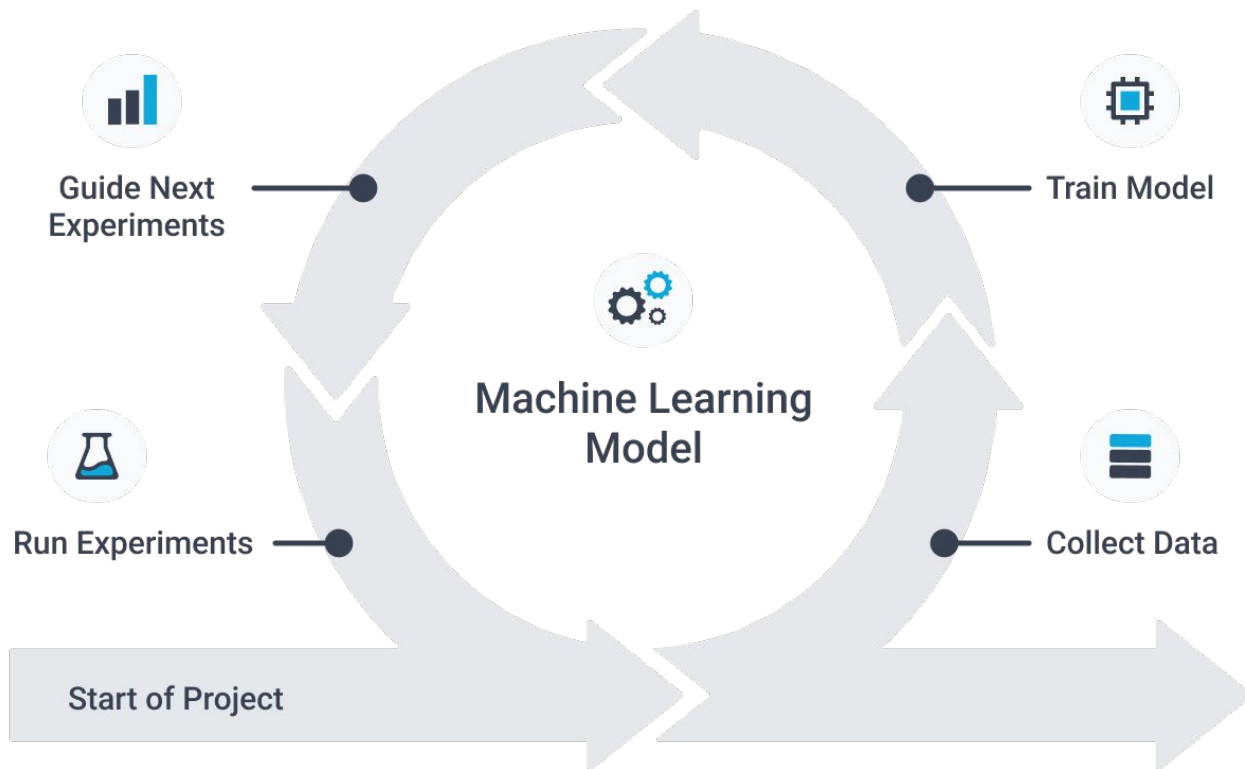 Guide Next
Experiments
Train Model
Machine Learning
Model
Run Experiments
Collect Data
Start of Project